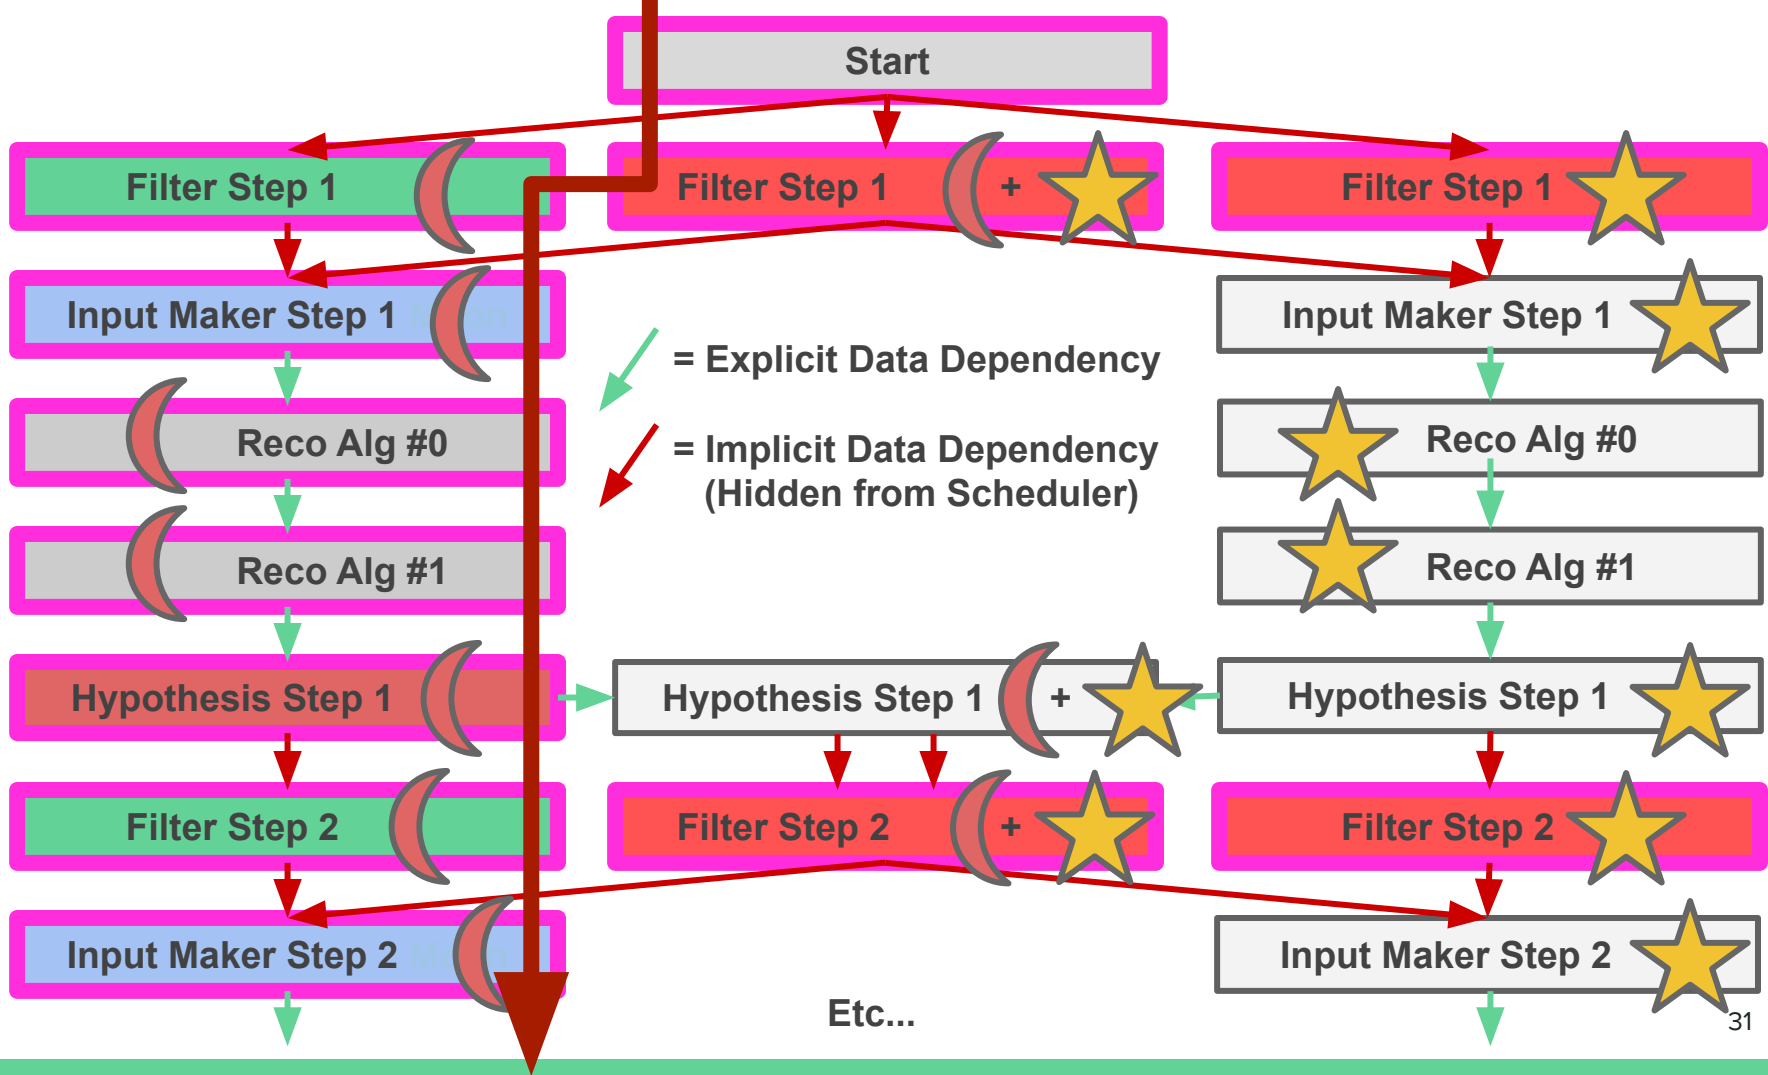 Start
Filter Step 1
Filter Step 1 +
Filter Step 1
Input Maker Step 1
Input Maker Step 1
= Explicit Data Dependency
Reco Alg #0
Reco Alg #0
= Implicit Data Dependency
(Hidden from Scheduler)
Reco Alg #1
Reco Alg #1
Hypothesis Step 1
Hypothesis Step 1 +
Hypothesis Step 1
Filter Step 2
Filter Step 2 +
Filter Step 2
Input Maker Step 2
Input Maker Step 2
Etc...
31